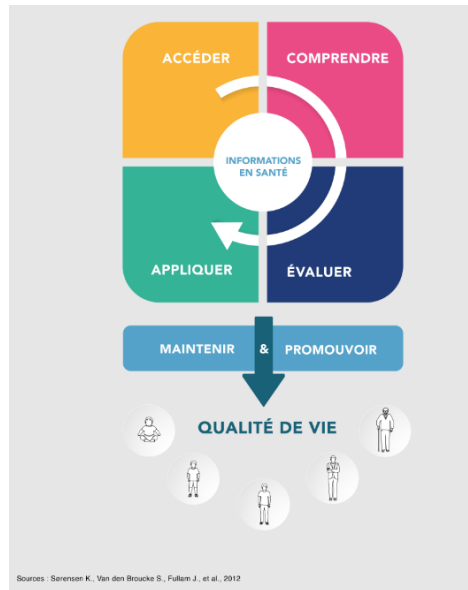 ACCÉDER
COMPRENDRE
INFORMATIONS
EN SANTÉ
APPLIQUER
ÉVALUER
MAINTENIR & PROMOUVOIR
QUALITÉ DE VIE
Sources : Sørensen K., Van den Broucke S., Fullam J., et al., 2012